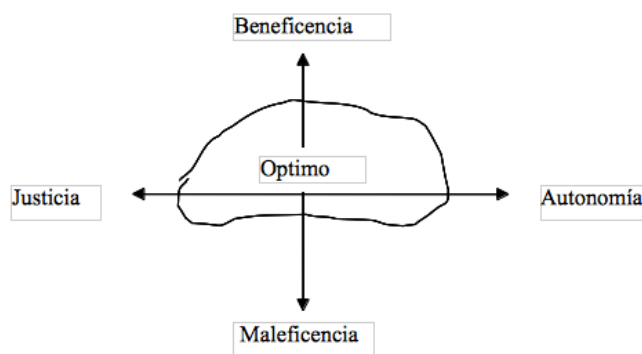 Beneficencia
Optimo
Justicia
Autonomía
Maleficencia